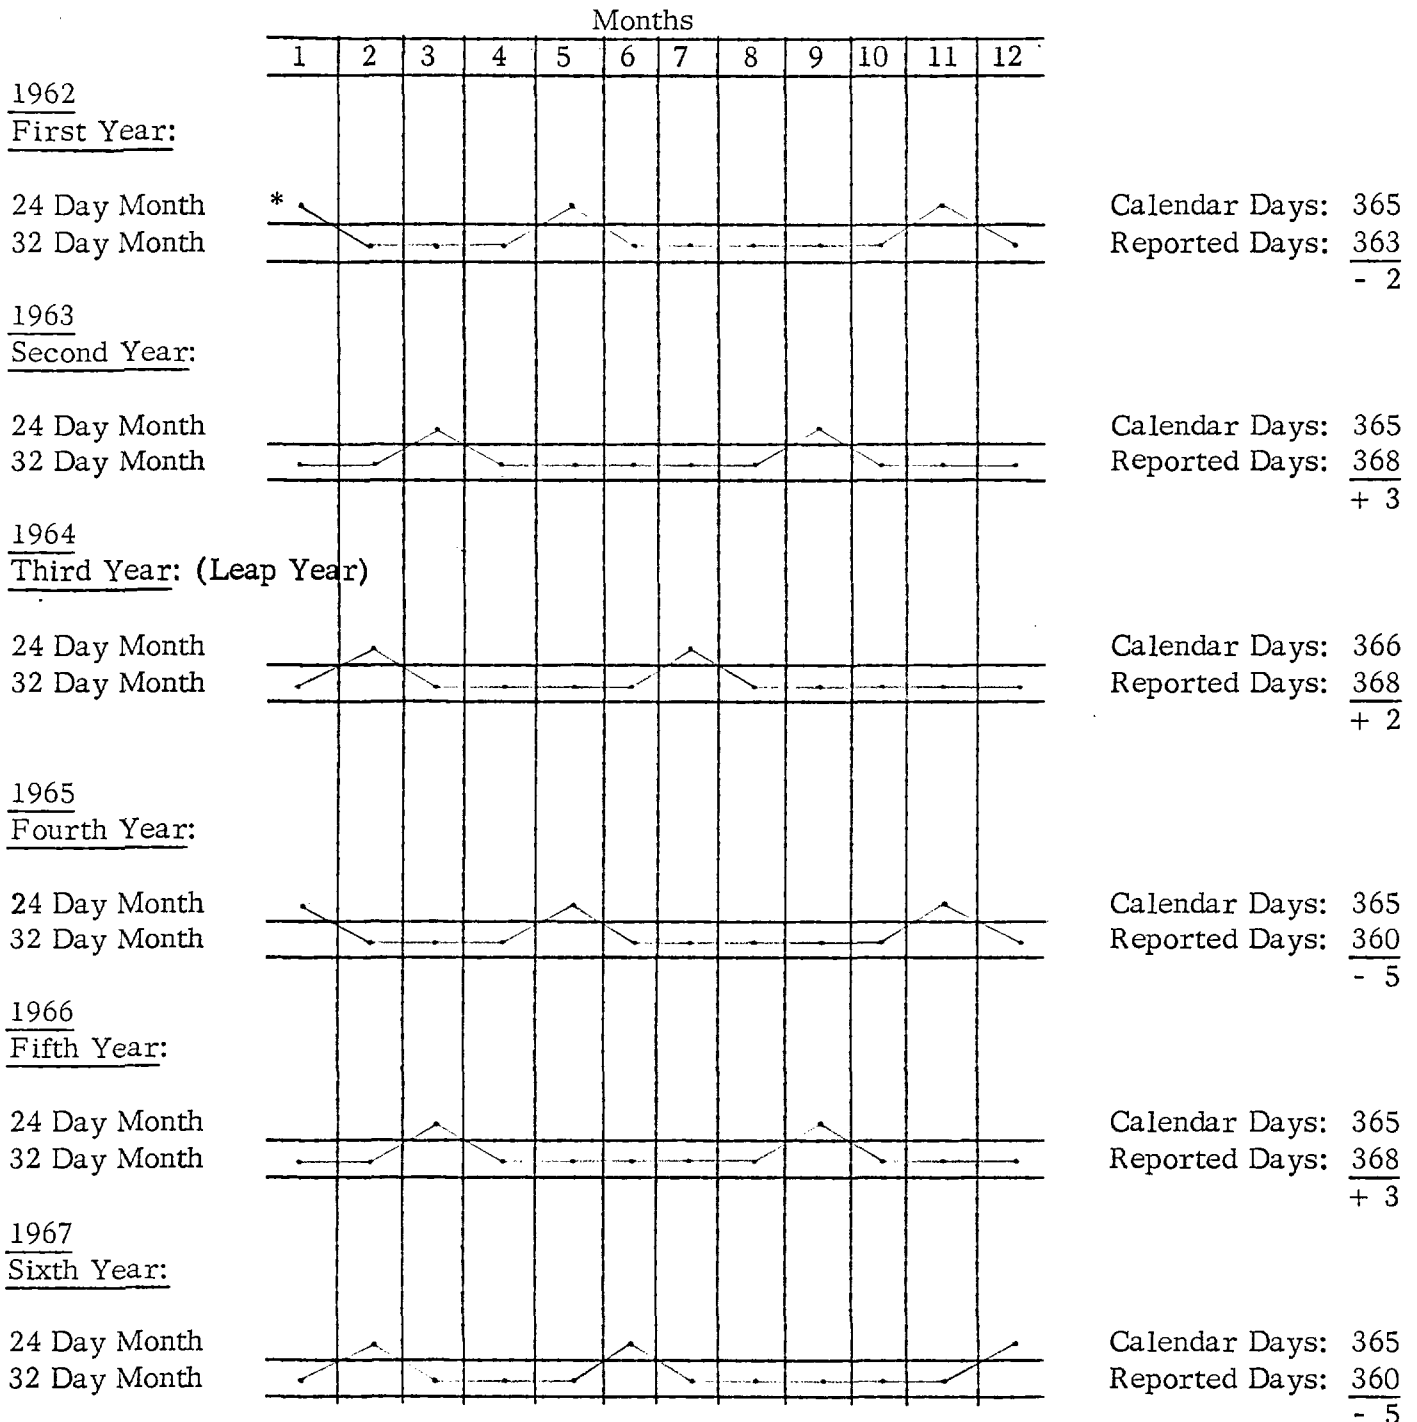 Months
1 2 3 4 5 6 7 8 9 10 11 12
1962
First Year:
24 Day Month * Calendar Days: 365
32 Day Month Reported Days: 363
- 2
1963
Second Year:
24 Day Month Calendar Days: 365
32 Day Month Reported Days: 368
+ 3
1964
Third Year: (Leap Year)
24 Day Month Calendar Days: 366
32 Day Month Reported Days: 368
+ 2
1965
Fourth Year:
24 Day Month Calendar Days: 365
32 Day Month Reported Days: 360
- 5
1966
Fifth Year:
24 Day Month Calendar Days: 365
32 Day Month Reported Days: 368
+ 3
1967
Sixth Year:
24 Day Month Calendar Days: 365
32 Day Month Reported Days: 360
- 5